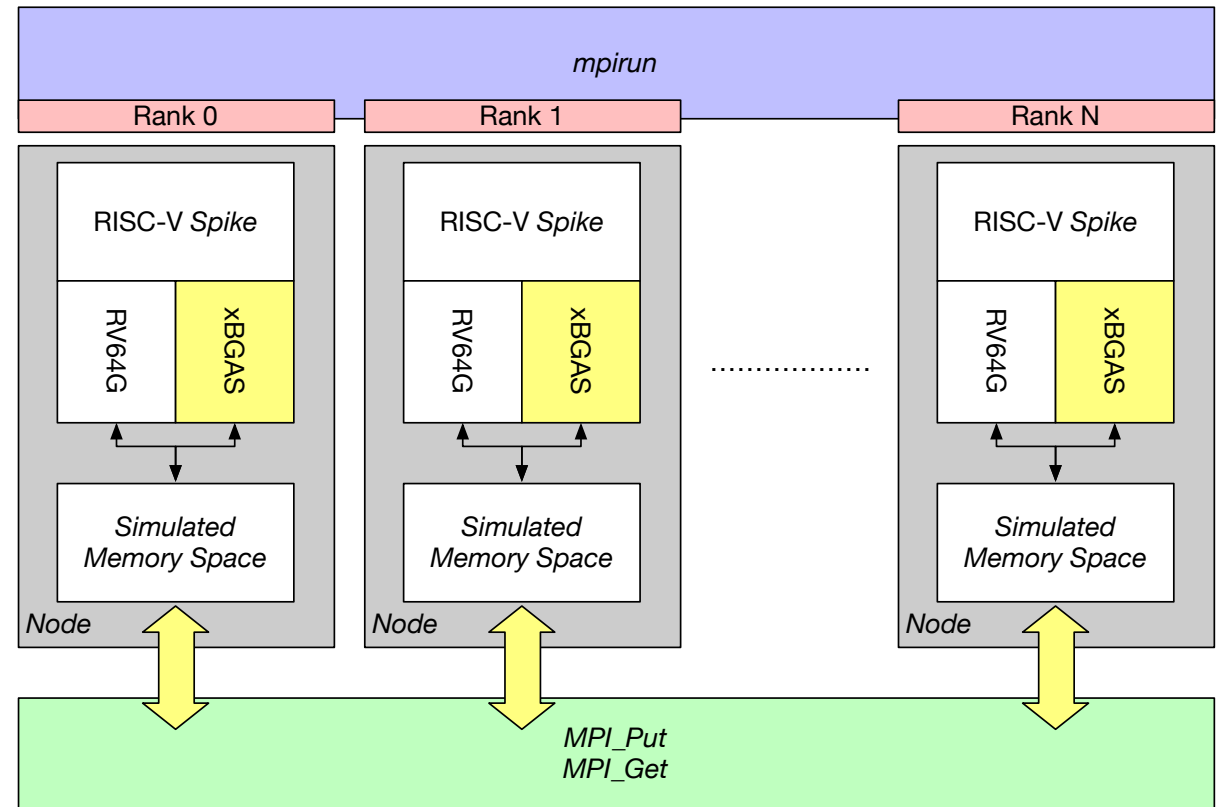 mpirun
Rank 0
Rank 1
Rank N
RISC-V Spike
RV64G
xBGAS
Simulated
Memory Space
Node
RISC-V Spike
RV64G
xBGAS
Simulated
Memory Space
Node
..................
RISC-V Spike
RV64G
xBGAS
Simulated
Memory Space
Node
MPI_Put
MPI_Get